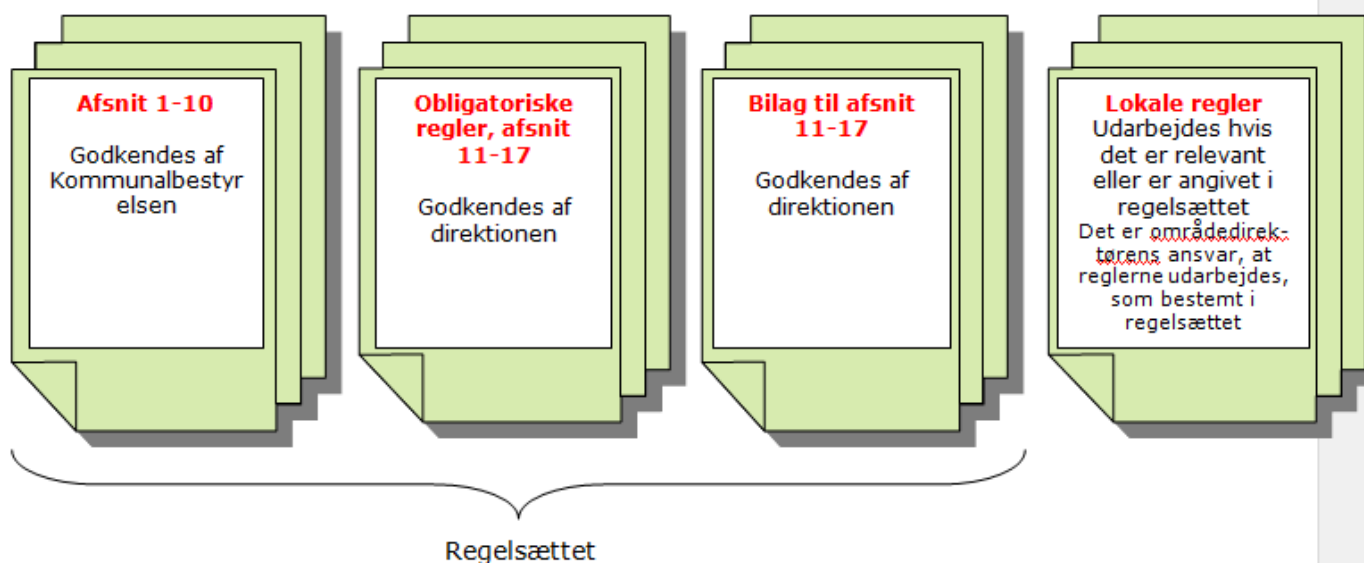 Afsnit 1-10
Godkendes af
Kommunalbestyr
elsen
Obligatoriske
regler, afsnit
11-17
Godkendes af
direktionen
Bilag til afsnit
11-17
Godkendes af
direktionen
Lokale regler
Udarbejdes hvis
det er relevant
eller er angivet i
regelsættet
Det er områdedirek-
tørens ansvar, at
reglerne udarbejdes,
som bestemt i
regelsættet
Regelsættet